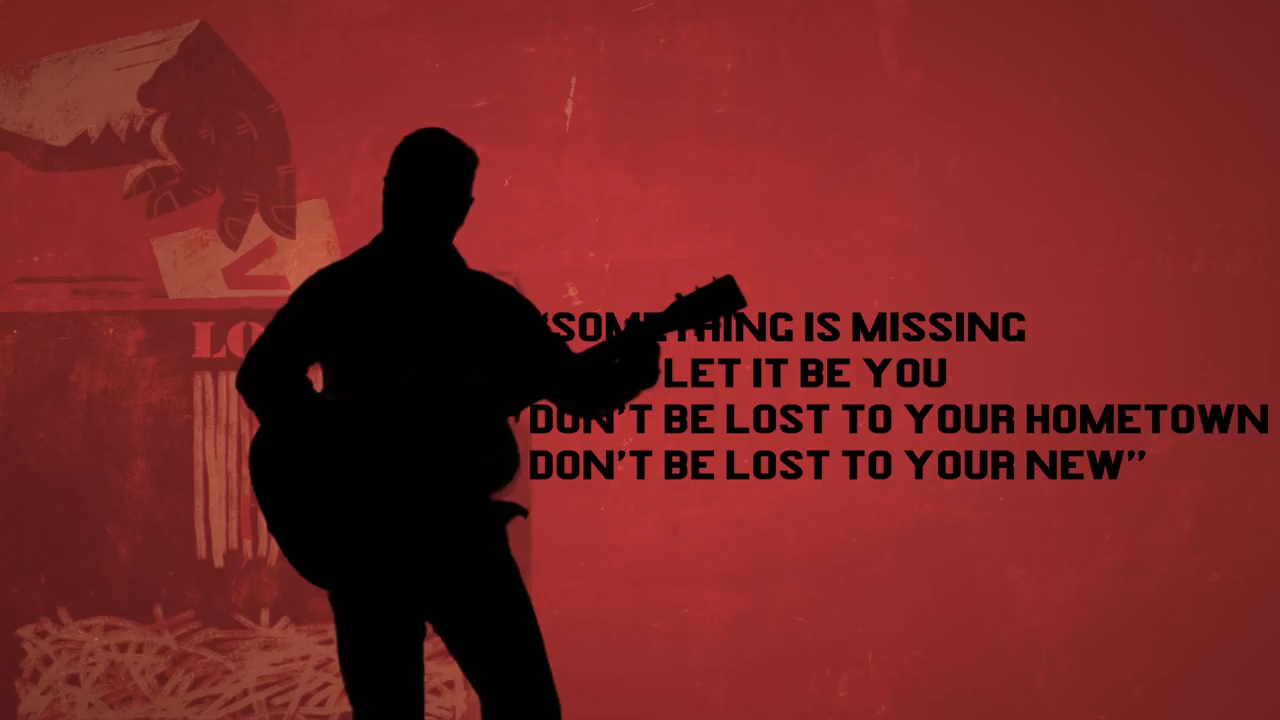 LO
“SOMETHING IS MISSING
LET IT BE YOU
DON’T BE LOST TO YOUR HOMETOWN
DON’T BE LOST TO YOUR NEW”